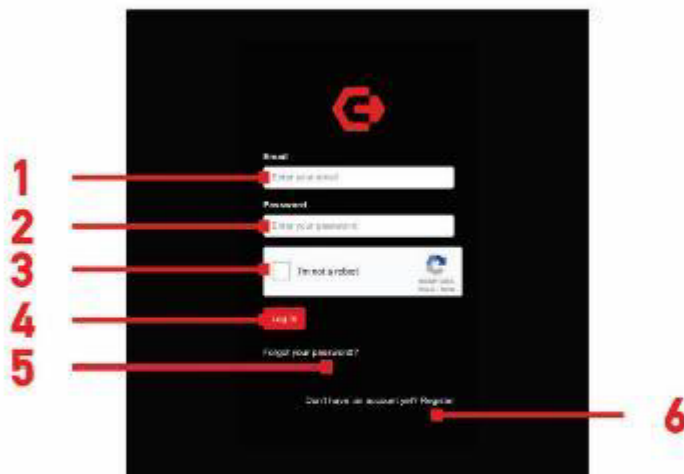 Email
1
Enter your email
Password
2
Enter your password
3
I'm not a robot
4
Log in
Forgot your password?
5
Don't have an account yet? Register
6